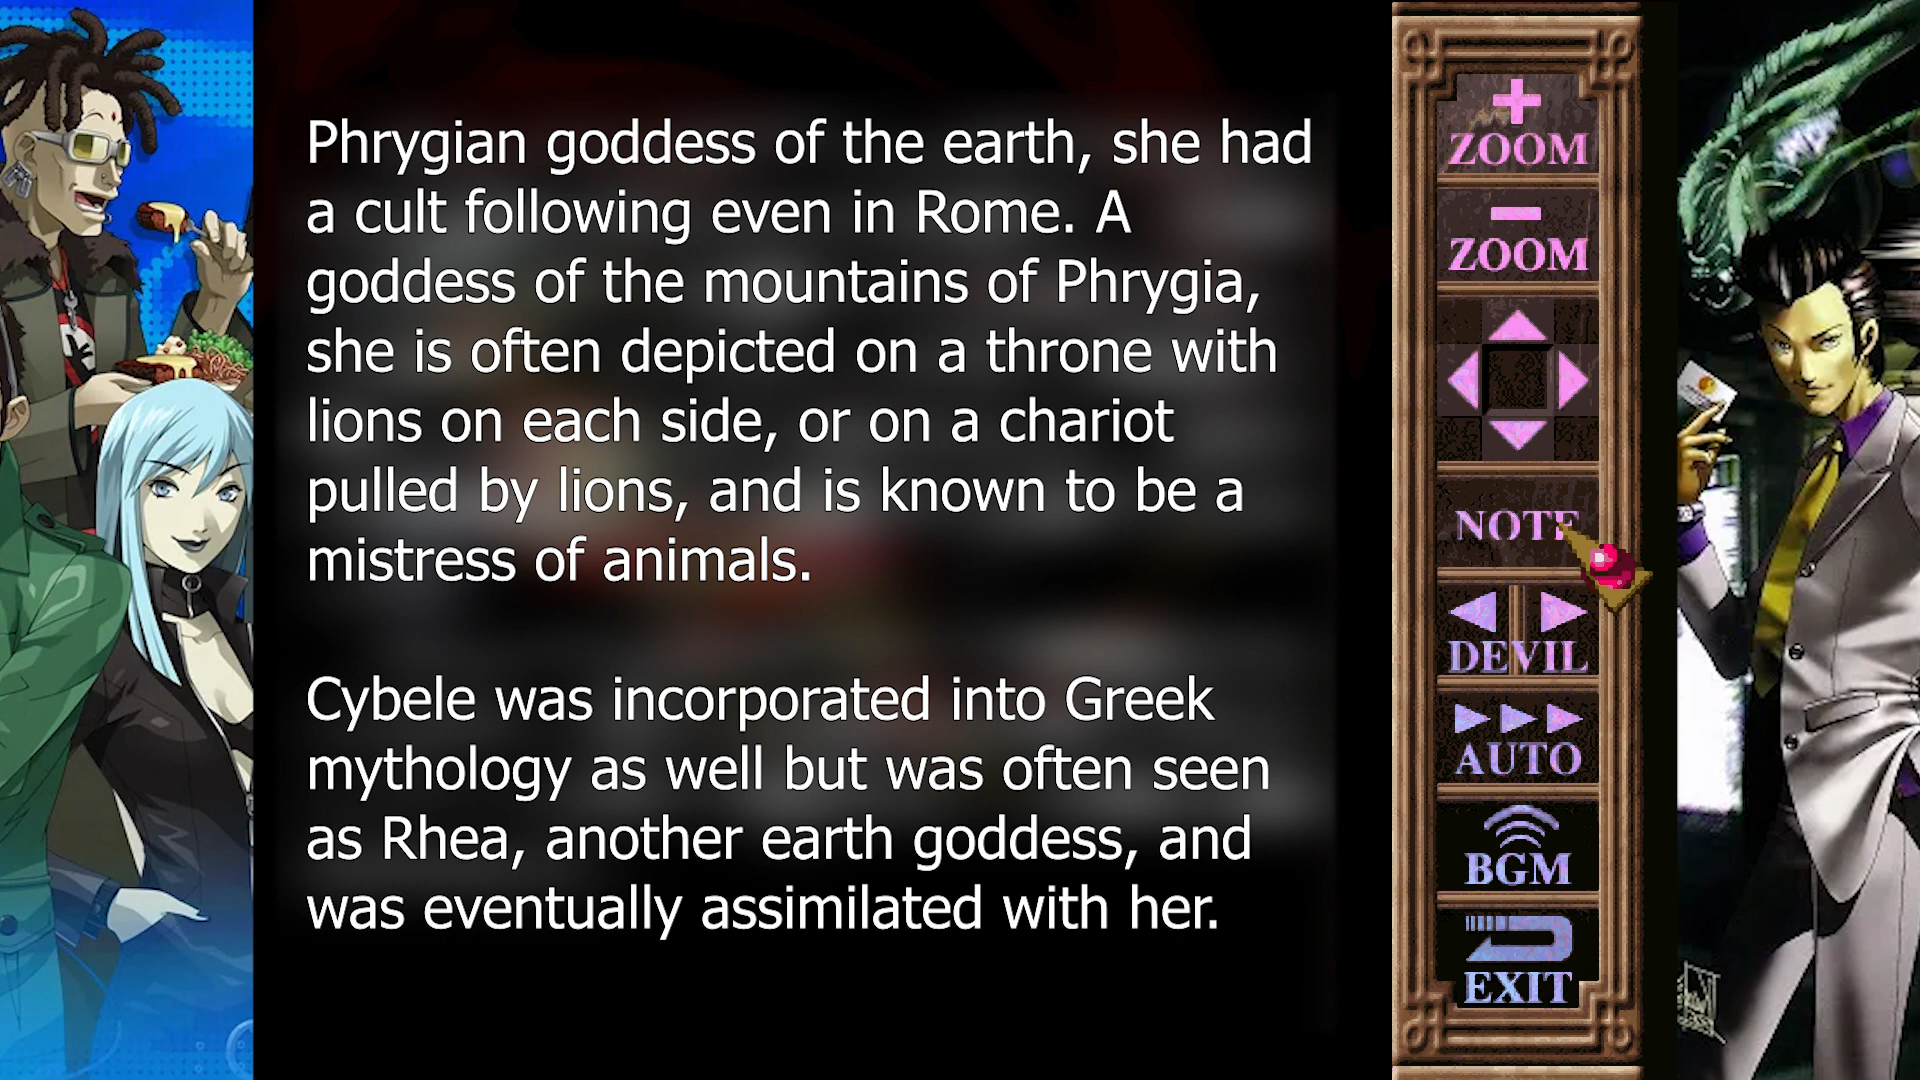 Phrygian goddess of the earth, she had
a cult following even in Rome. A
goddess of the mountains of Phrygia,
she is often depicted on a throne with
lions on each side, or on a chariot
pulled by lions, and is known to be a
mistress of animals.
Cybele was incorporated into Greek
mythology as well but was often seen
as Rhea, another earth goddess, and
was eventually assimilated with her.
ZOOM
ZOOM
NOTE
DEVIL
AUTO
BGM
EXIT